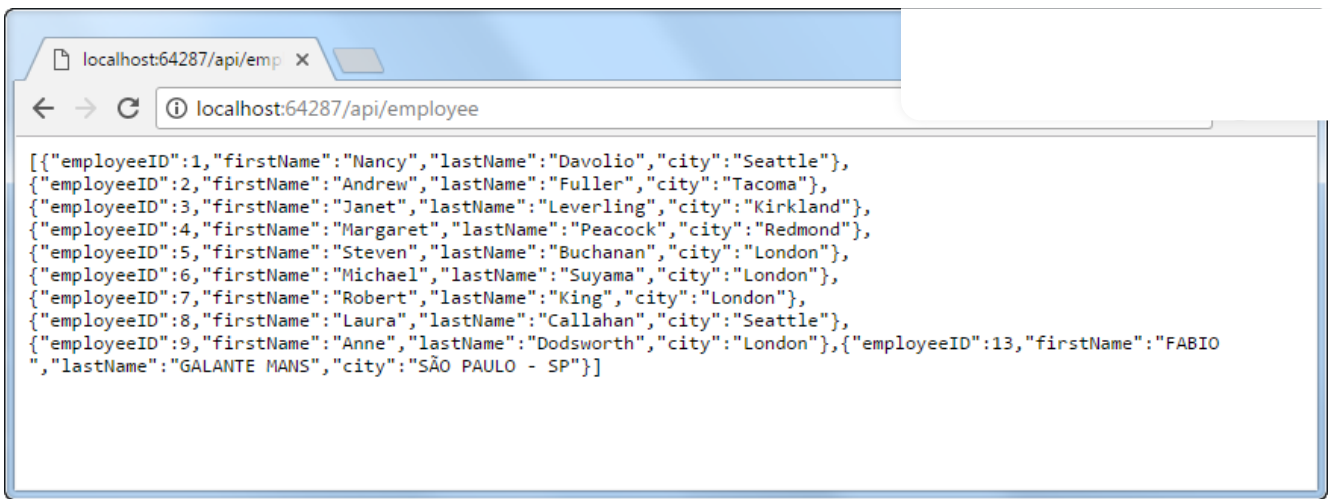 localhost:64287/api/emp
localhost:64287/api/employee
[{"employeeID":1,"firstName":"Nancy","lastName":"Davolio","city":"Seattle"},
{"employeeID":2,"firstName":"Andrew","lastName":"Fuller","city":"Tacoma"},
{"employeeID":3,"firstName":"Janet","lastName":"Leverling","city":"Kirkland"},
{"employeeID":4,"firstName":"Margaret","lastName":"Peacock","city":"Redmond"},
{"employeeID":5,"firstName":"Steven","lastName":"Buchanan","city":"London"},
{"employeeID":6,"firstName":"Michael","lastName":"Suyama","city":"London"},
{"employeeID":7,"firstName":"Robert","lastName":"King","city":"London"},
{"employeeID":8,"firstName":"Laura","lastName":"Callahan","city":"Seattle"},
{"employeeID":9,"firstName":"Anne","lastName":"Dodsworth","city":"London"},{"employeeID":13,"firstName":"FABIO
","lastName":"GALANTE MANS","city":"SÃO PAULO - SP"}]